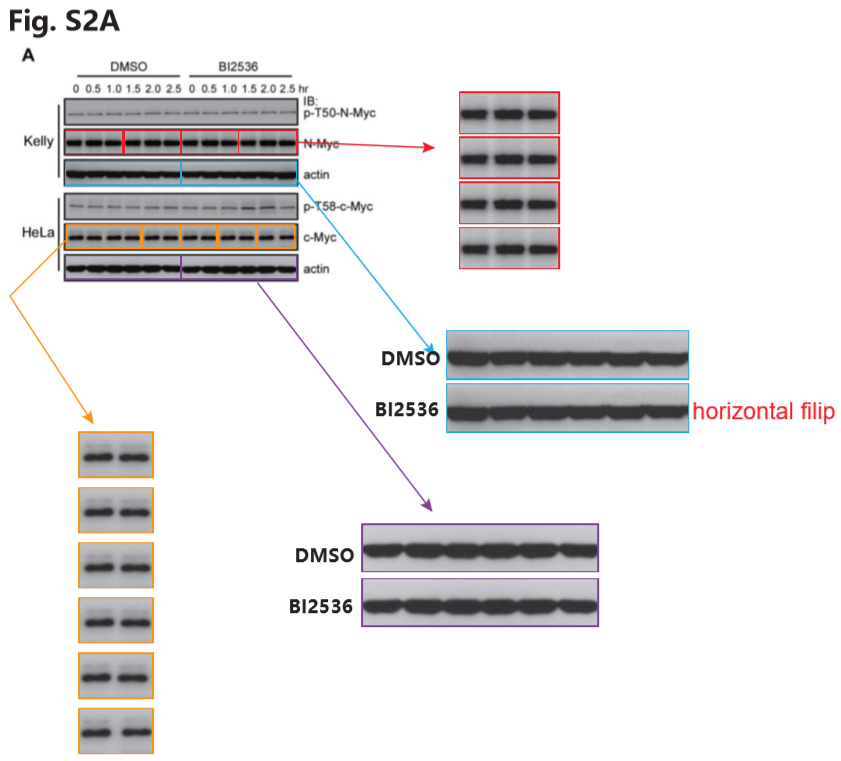 Fig. S2A
A
DMSO BI2536
0 0.5 1.0 1.5 2.0 2.5 0 0.5 1.0 1.5 2.0 2.5 hr
IB:
p-T50-N-Myc
Kelly N-Myc
actin
p-T58-c-Myc
HeLa c-Myc
actin
DMSO
BI2536 horizontal filip
DMSO
BI2536